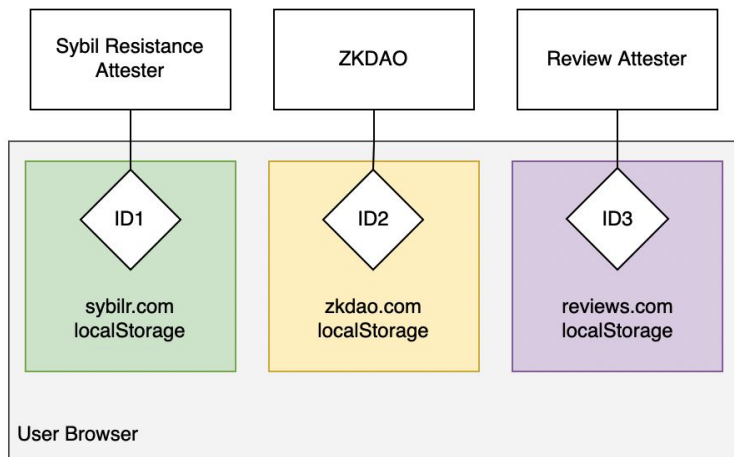 Sybil Resistance
Attester
ZKDAO
Review Attester
ID1
ID2
ID3
sybilr.com
localStorage
zkdao.com
localStorage
reviews.com
localStorage
User Browser